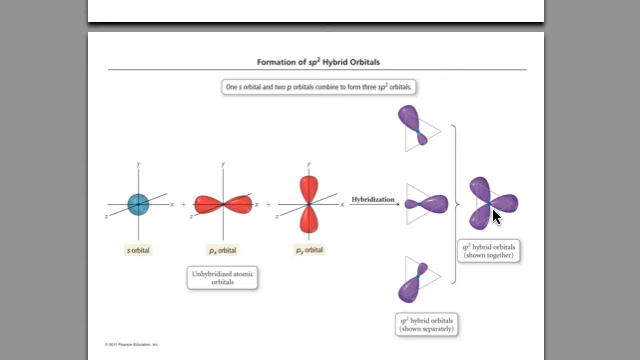 Formation of sp² Hybrid Orbitals
One s orbital and two p orbitals combine to form three sp² orbitals.
y
y
y
x
+
x
+
x
Hybridization
z
z
z
s orbital
pₓ orbital
p_y orbital
Unhybridized atomic
orbitals
sp² hybrid orbitals
(shown together)
sp² hybrid orbitals
(shown separately)
© 2011 Pearson Education, Inc.